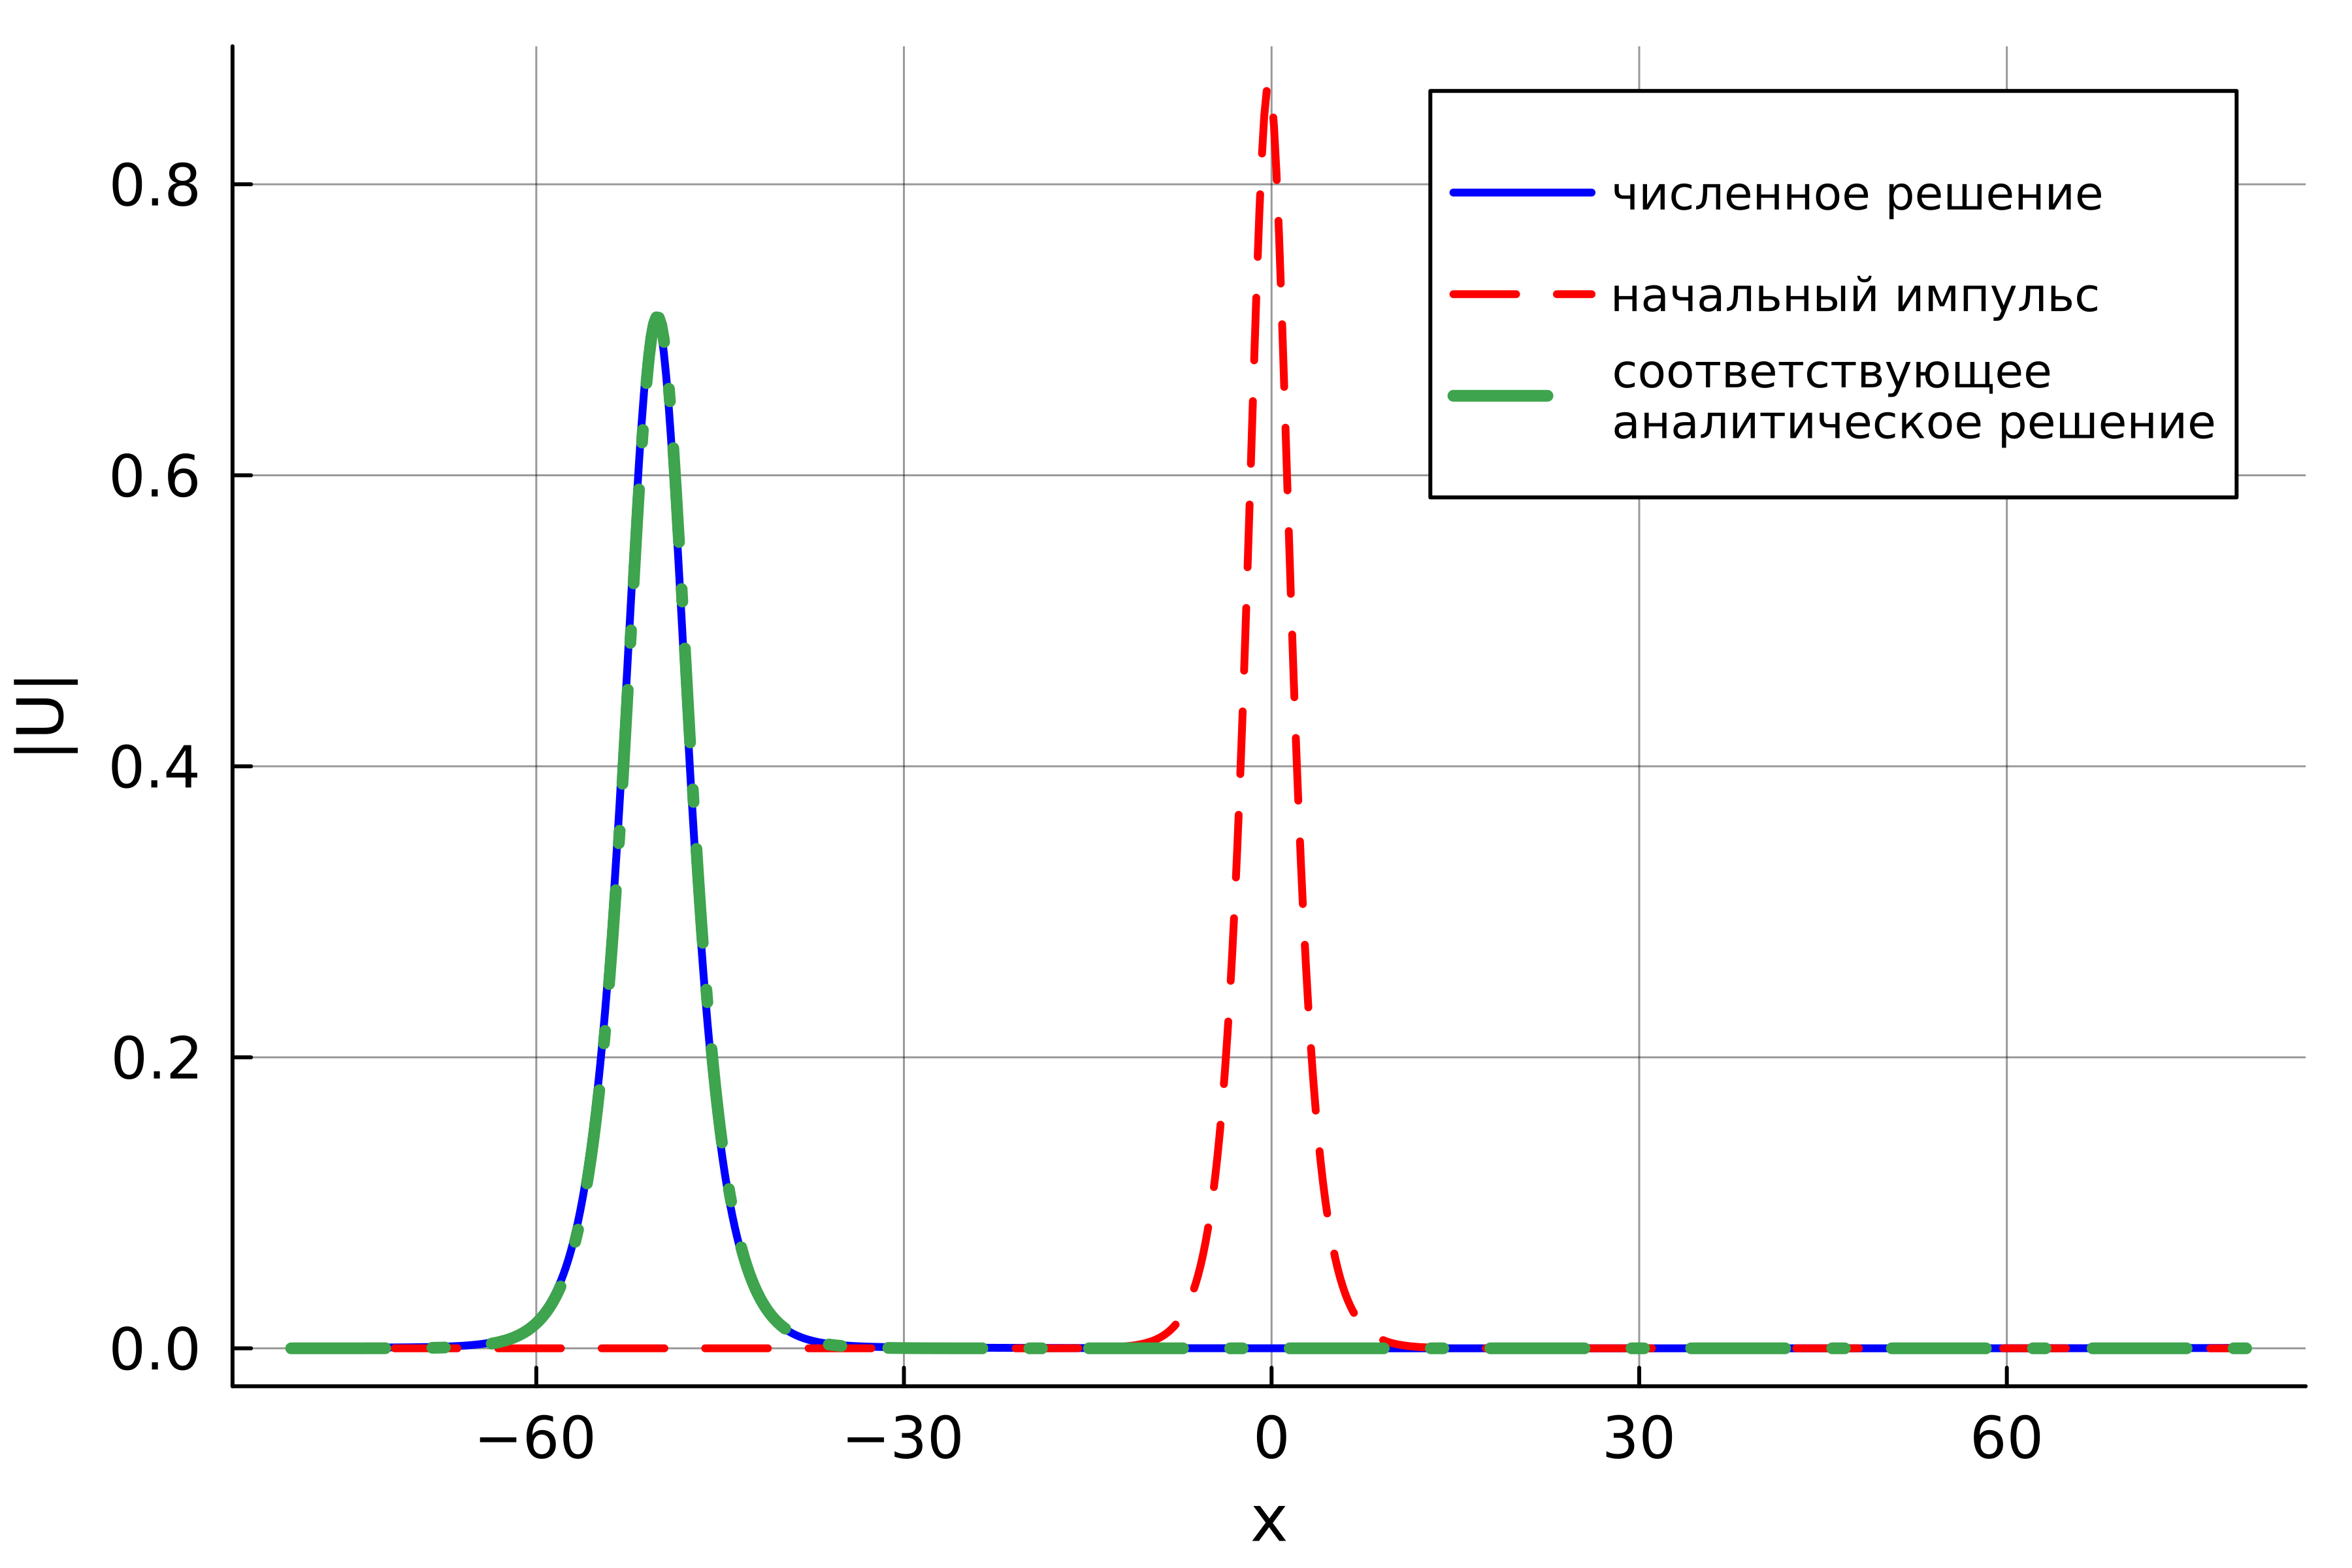 0.8
0.6
0.4
0.2
0.0
|U|
−60
−30
0
30
60
x
численное решение
начальный импульс
соответствующее
аналитическое решение